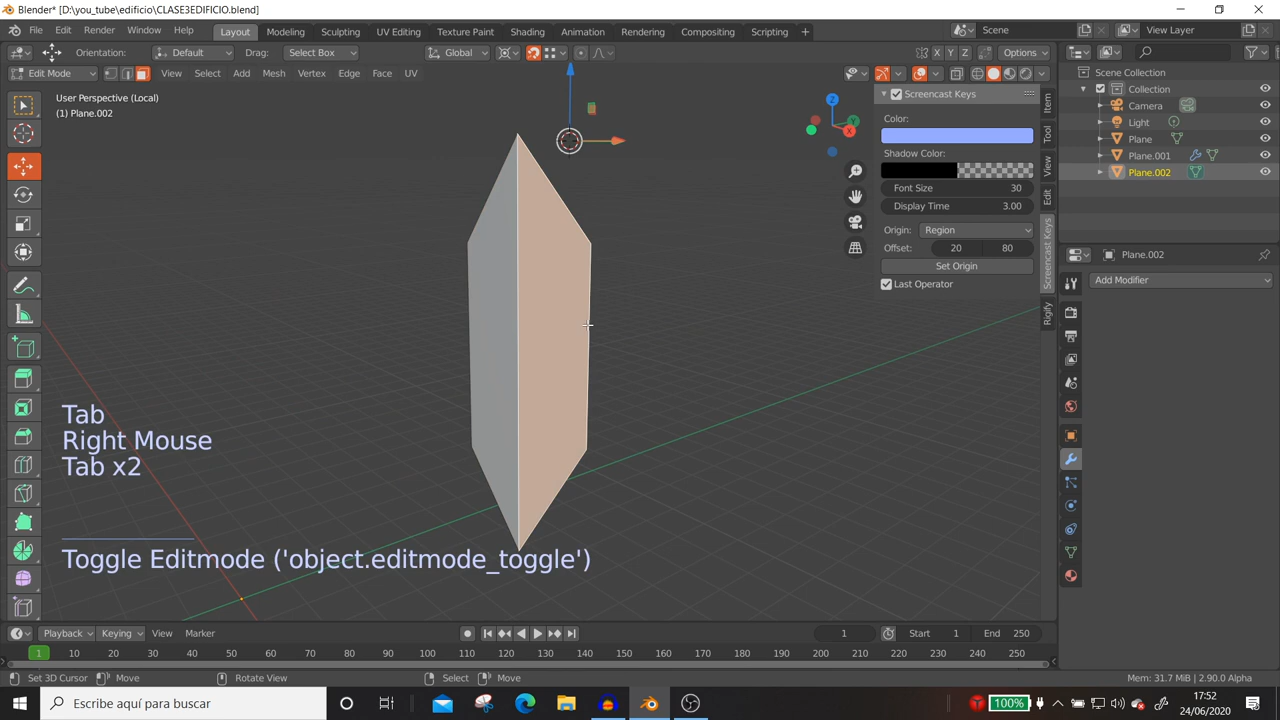 Blender* [D:\you_tube\edificio\CLASE3EDIFICIO.blend]
File Edit Render Window Help Layout Modeling Sculpting UV Editing Texture Paint Shading Animation Rendering Compositing Scripting + Scene View Layer
Orientation: Default Drag: Select Box Global X Y Z Options
Edit Mode View Select Add Mesh Vertex Edge Face UV
User Perspective (Local)
(1) Plane.002
Z
Y
X
Screencast Keys
Color:
Shadow Color:
Font Size 30
Display Time 3.00
Origin: Region
Offset: 20 80
Set Origin
Last Operator
Item
Tool
View
Edit
Screencast Keys
Rigify
Scene Collection
Collection
Camera
Light
Plane
Plane.001
Plane.002
Plane.002
Add Modifier
Tab
Right Mouse
Tab x2
Toggle Editmode ('object.editmode_toggle')
Playback Keying View Marker 1 Start 1 End 250
1 10 20 30 40 50 60 70 80 90 100 110 120 130 140 150 160 170 180 190 200 210 220 230 240 250
Set 3D Cursor Move Rotate View Select Move Mem: 31.7 MiB | 2.90.0 Alpha
Escribe aquí para buscar 100% 17:52
24/06/2020